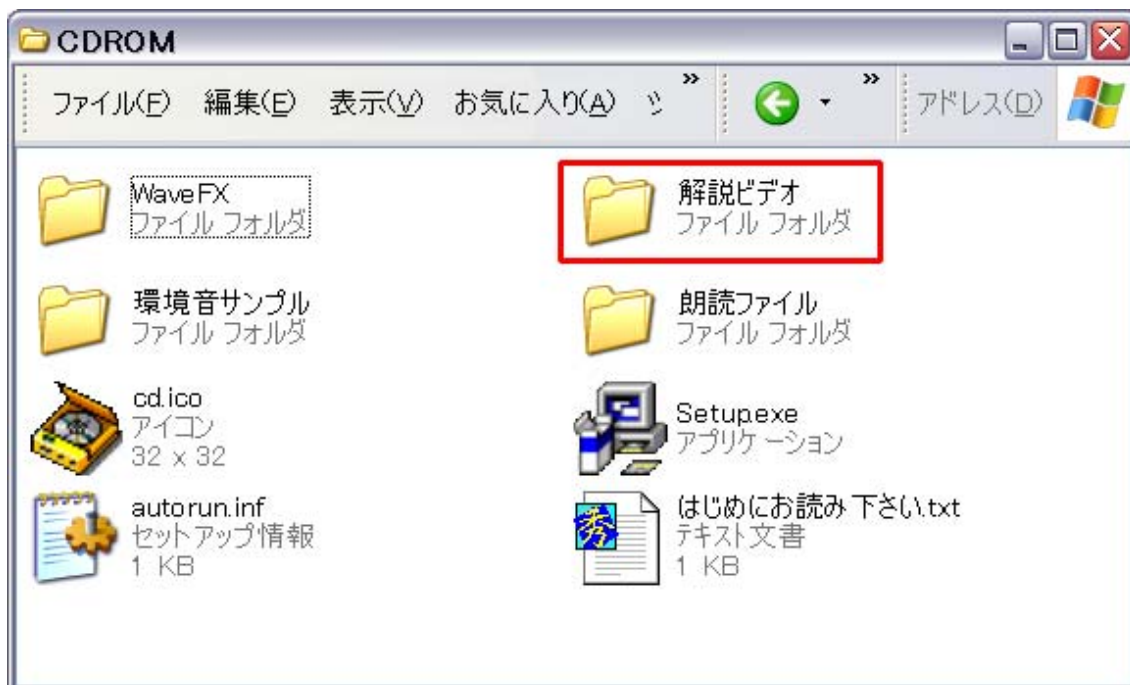 CDROM
ファイル(F) 編集(E) 表示(V) お気に入り(A) ツ » » アドレス(D)
WaveFX
ファイル フォルダ
解説ビデオ
ファイル フォルダ
環境音サンプル
ファイル フォルダ
朗読ファイル
ファイル フォルダ
cd.ico
アイコン
32 x 32
Setup.exe
アプリケーション
autorun.inf
セットアップ情報
1 KB
はじめにお読み下さい.txt
テキスト文書
1 KB
秀